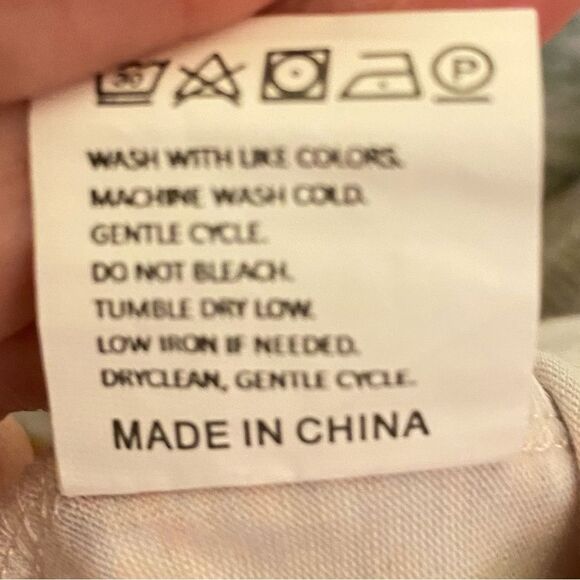 30
P
WASH WITH LIKE COLORS.
MACHINE WASH COLD.
GENTLE CYCLE.
DO NOT BLEACH.
TUMBLE DRY LOW.
LOW IRON IF NEEDED.
DRYCLEAN, GENTLE CYCLE.
MADE IN CHINA